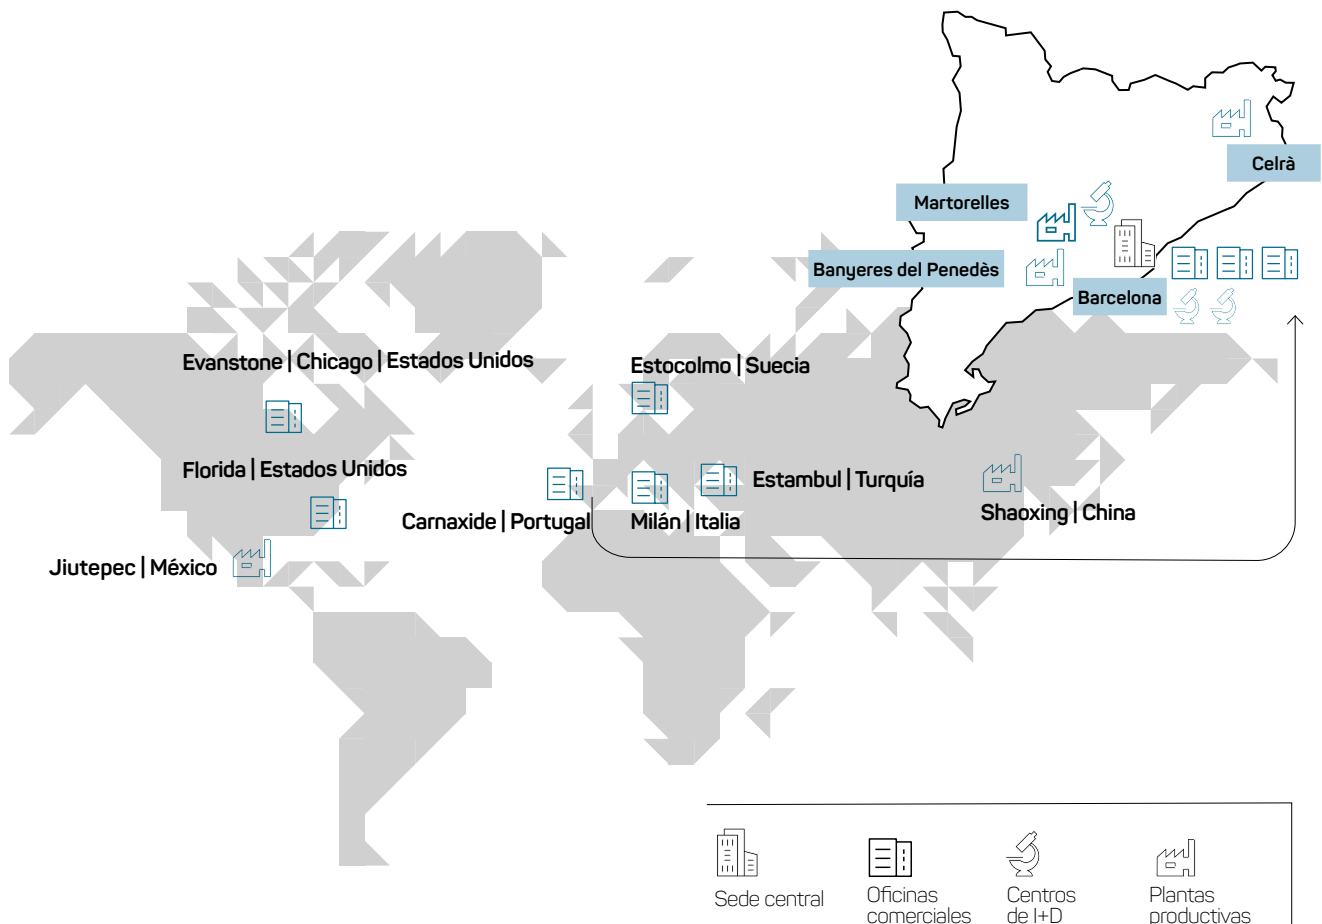 Celrà
Martorelles
Banyeres del Penedès
Barcelona
Evanstone | Chicago | Estados Unidos
Estocolmo | Suecia
Florida | Estados Unidos
Estambul | Turquía
Carnaxide | Portugal
Milán | Italia
Shaoxing | China
Jiutepec | México
Sede central
Oficinas
comerciales
Centros
de I+D
Plantas
productivas